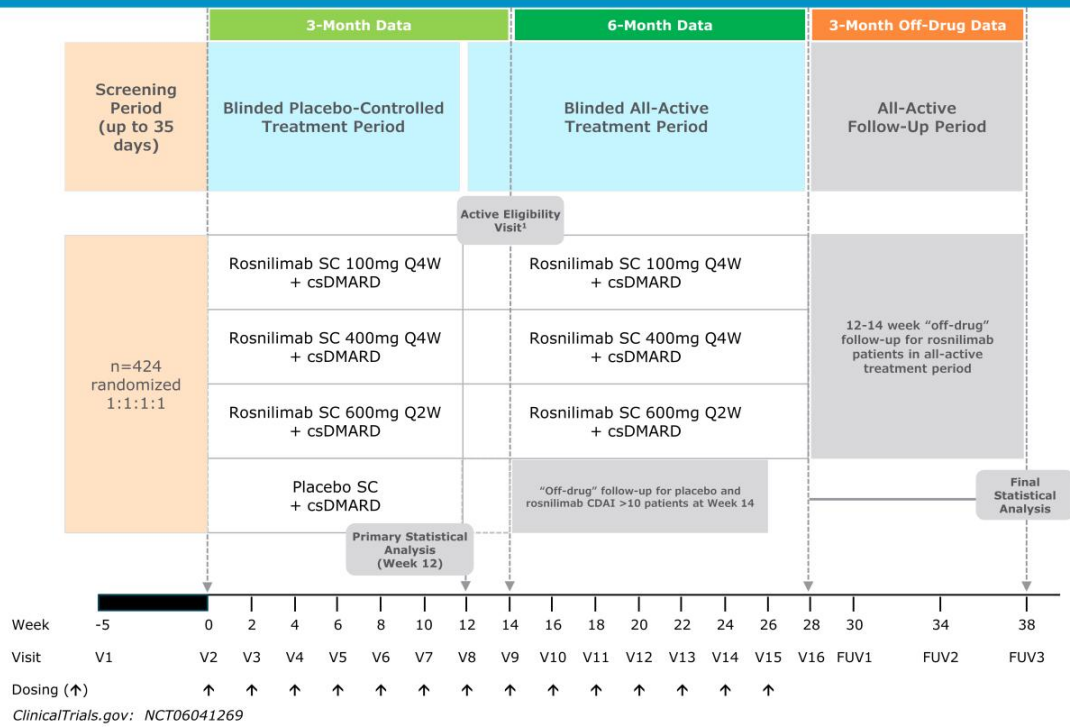 3-Month Data
6-Month Data
3-Month Off-Drug Data
Screening
Period
(up to 35
days)
Blinded Placebo-Controlled
Treatment Period
Blinded All-Active
Treatment Period
All-Active
Follow-Up Period
Active Eligibility
Visit¹
n=424
randomized
1:1:1:1
Rosnilimab SC 100mg Q4W
+ csDMARD
Rosnilimab SC 100mg Q4W
+ csDMARD
Rosnilimab SC 400mg Q4W
+ csDMARD
Rosnilimab SC 400mg Q4W
+ csDMARD
Rosnilimab SC 600mg Q2W
+ csDMARD
Rosnilimab SC 600mg Q2W
+ csDMARD
12-14 week “off-drug”
follow-up for rosnilimab
patients in all-active
treatment period
Placebo SC
+ csDMARD
“Off-drug” follow-up for placebo and
rosnilimab CDAI >10 patients at Week 14
Final
Statistical
Analysis
Primary Statistical
Analysis
(Week 12)
Week -5 0 2 4 6 8 10 12 14 16 18 20 22 24 26 28 30 34 38
Visit V1 V2 V3 V4 V5 V6 V7 V8 V9 V10 V11 V12 V13 V14 V15 V16 FUV1 FUV2 FUV3
Dosing (↑) ↑ ↑ ↑ ↑ ↑ ↑ ↑ ↑ ↑ ↑ ↑ ↑ ↑ ↑
ClinicalTrials.gov: NCT06041269